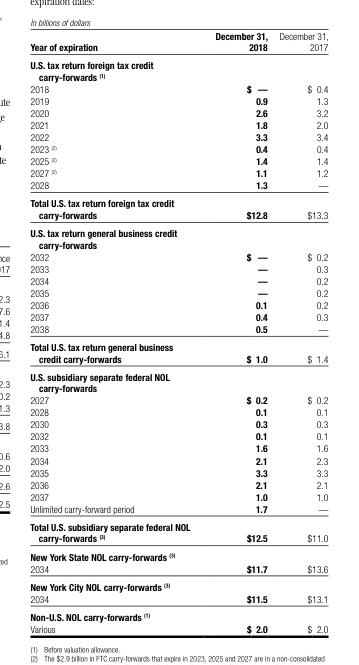 expiration dates:
In billions of dollars
Year of expiration December 31, 2018 December 31, 2017
U.S. tax return foreign tax credit
carry-forwards (1)
2018 $ — $ 0.4
2019 0.9 1.3
2020 2.6 3.2
2021 1.8 2.0
2022 3.3 3.4
2023 (2) 0.4 0.4
2025 (2) 1.4 1.4
2027 (2) 1.1 1.2
2028 1.3 —
Total U.S. tax return foreign tax credit
carry-forwards $12.8 $13.3
U.S. tax return general business credit
carry-forwards
2032 $ — $ 0.2
2033 — 0.3
2034 — 0.2
2035 — 0.2
2036 0.1 0.2
2037 0.4 0.3
2038 0.5 —
Total U.S. tax return general business
credit carry-forwards $ 1.0 $ 1.4
U.S. subsidiary separate federal NOL
carry-forwards
2027 $ 0.2 $ 0.2
2028 0.1 0.1
2030 0.3 0.3
2032 0.1 0.1
2033 1.6 1.6
2034 2.1 2.3
2035 3.3 3.3
2036 2.1 2.1
2037 1.0 1.0
Unlimited carry-forward period 1.7 —
Total U.S. subsidiary separate federal NOL
carry-forwards (3) $12.5 $11.0
New York State NOL carry-forwards (3)
2034 $11.7 $13.6
New York City NOL carry-forwards (3)
2034 $11.5 $13.1
Non-U.S. NOL carry-forwards (1)
Various $ 2.0 $ 2.0
(1) Before valuation allowance.
(2) The $2.9 billion in FTC carry-forwards that expire in 2023, 2025 and 2027 are in a non-consolidated